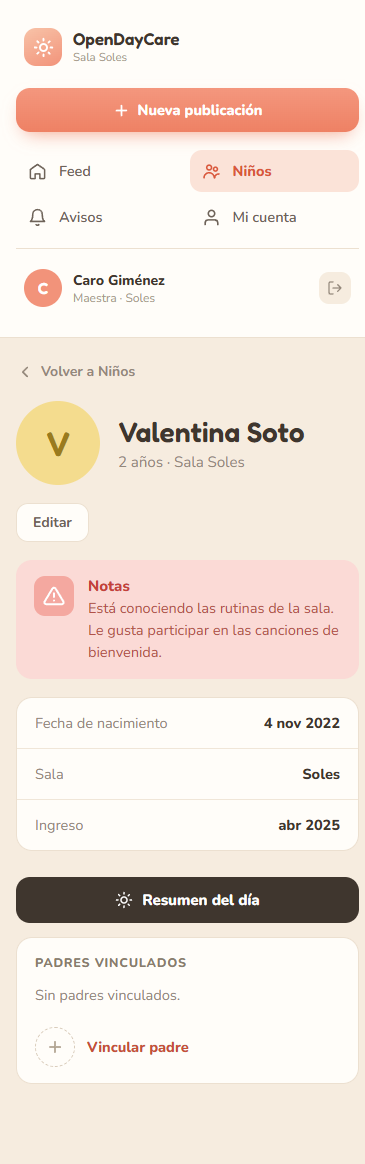 OpenDayCare
Sala Soles
Nueva publicación
Feed
Niños
Avisos
Mi cuenta
C
Caro Giménez
Maestra · Soles
Volver a Niños
V
Valentina Soto
2 años · Sala Soles
Editar
Notas
Está conociendo las rutinas de la sala.
Le gusta participar en las canciones de
bienvenida.
Fecha de nacimiento
4 nov 2022
Sala
Soles
Ingreso
abr 2025
Resumen del día
PADRES VINCULADOS
Sin padres vinculados.
Vincular padre